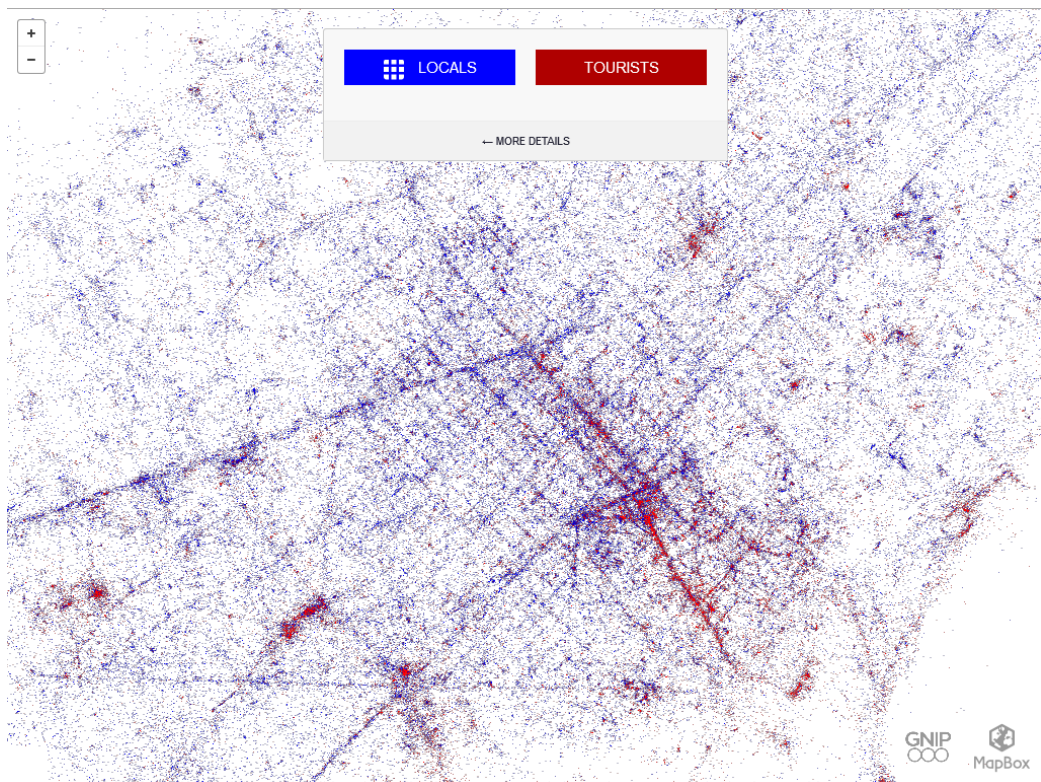 +
−
LOCALS
TOURISTS
← MORE DETAILS
GNIP
MapBox